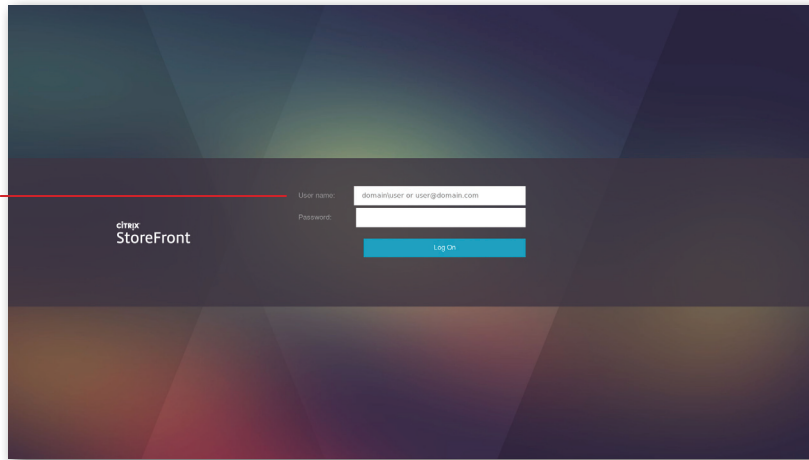 User name: domain\user or user@domain.com
Password:
citrix
StoreFront
Log On